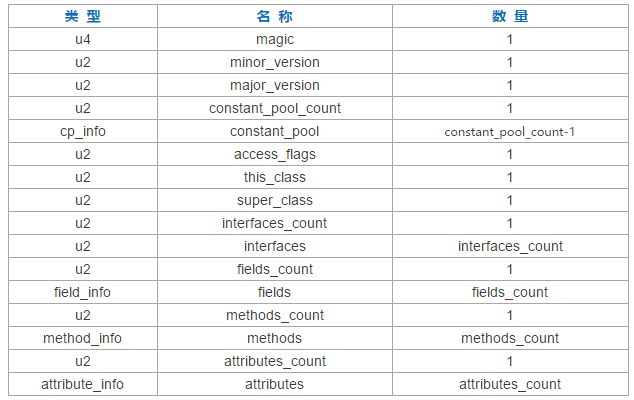 类 型 名 称 数 量
u4 magic 1
u2 minor_version 1
u2 major_version 1
u2 constant_pool_count 1
cp_info constant_pool constant_pool_count-1
u2 access_flags 1
u2 this_class 1
u2 super_class 1
u2 interfaces_count 1
u2 interfaces interfaces_count
u2 fields_count 1
field_info fields fields_count
u2 methods_count 1
method_info methods methods_count
u2 attributes_count 1
attribute_info attributes attributes_count